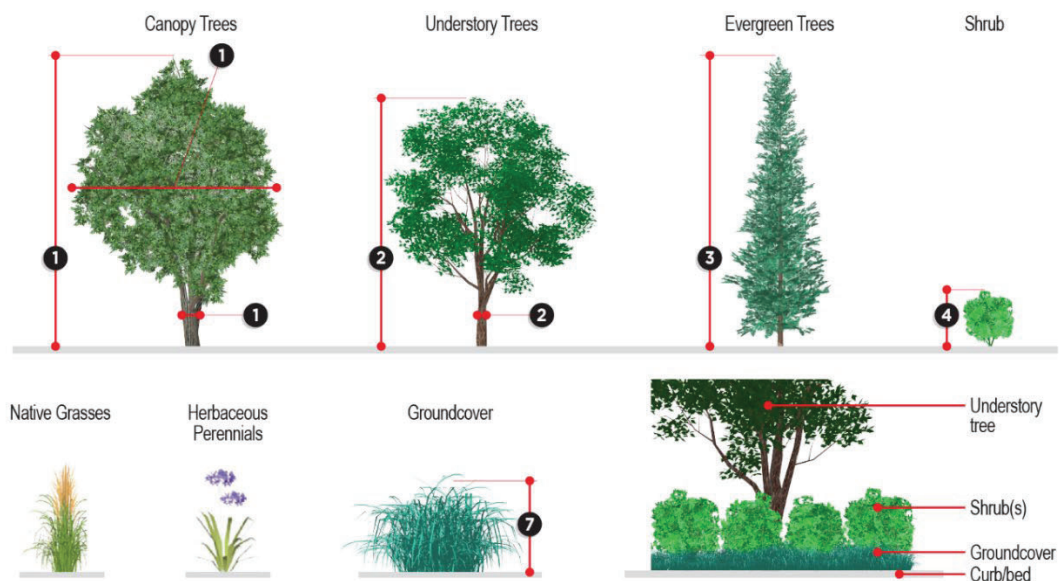 Canopy Trees
Understory Trees
Evergreen Trees
Shrub
1
1
2
3
4
1
2
Native Grasses
Herbaceous
Perennials
Groundcover
7
Understory
tree
Shrub(s)
Groundcover
Curb/bed